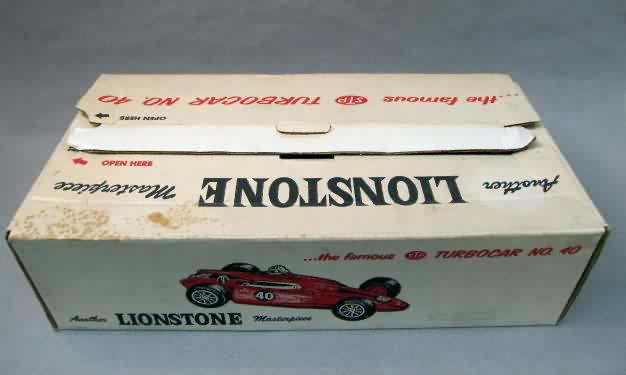 ...the famous STP TURBOCAR NO. 40
OPEN HERE
OPEN HERE
Another LIONSTONE Masterpiece
...the famous STP TURBOCAR NO. 40
40
Another LIONSTONE Masterpiece